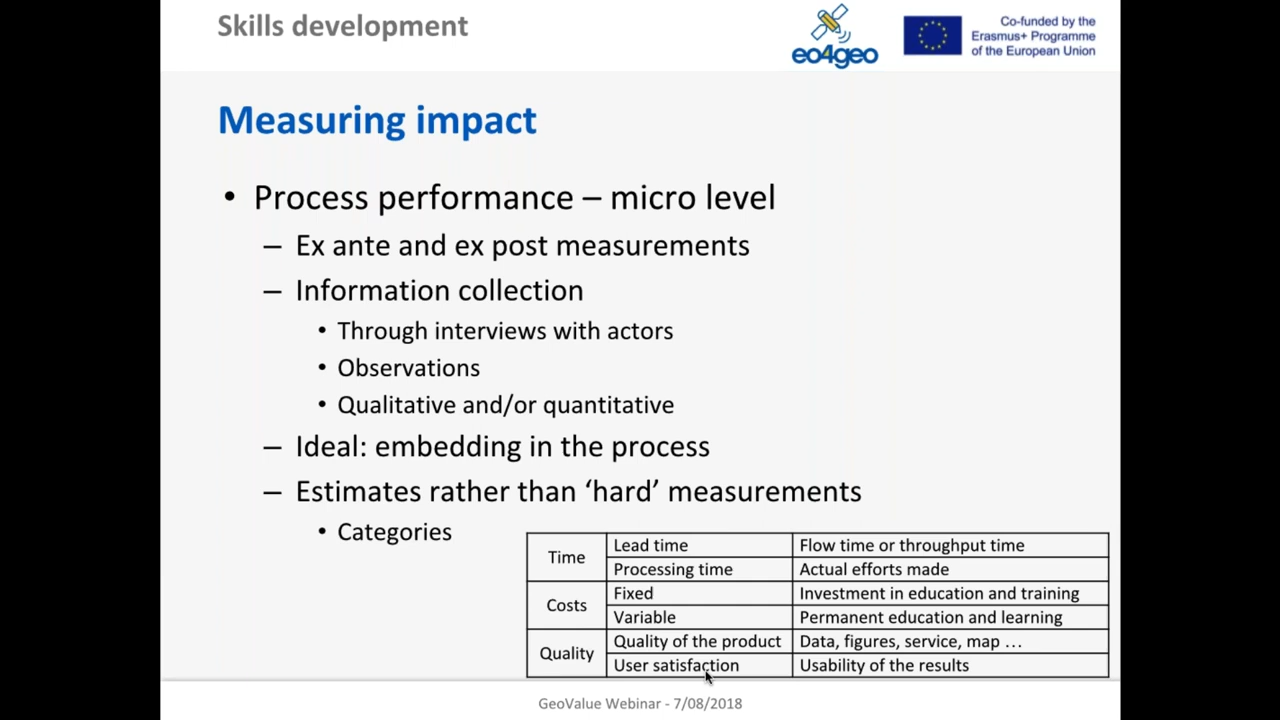 Skills development
eo4geo
Co-funded by the
Erasmus+ Programme
of the European Union
Measuring impact
• Process performance – micro level
– Ex ante and ex post measurements
– Information collection
• Through interviews with actors
• Observations
• Qualitative and/or quantitative
– Ideal: embedding in the process
– Estimates rather than ‘hard’ measurements
• Categories
Time
Lead time
Flow time or throughput time
Processing time
Actual efforts made
Costs
Fixed
Investment in education and training
Variable
Permanent education and learning
Quality
Quality of the product
Data, figures, service, map …
User satisfaction
Usability of the results
GeoValue Webinar - 7/08/2018